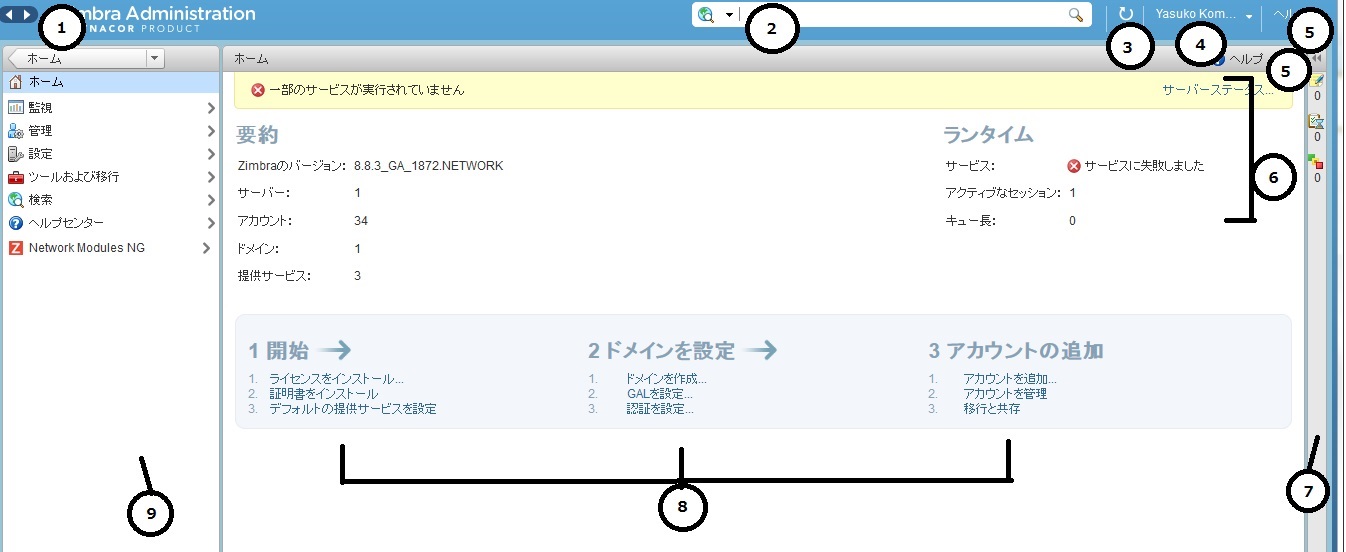 mbra Administration
NACOR PRODUCT
1
2
3
Yasuko Kom...
4
ヘル
5
ホーム
ホーム
ヘルプ
5
ホーム
監視
管理
設定
ツールおよび移行
検索
ヘルプセンター
Network Modules NG
一部のサービスが実行されていません
サーバーステータス...
要約
Zimbraのバージョン: 8.8.3_GA_1872.NETWORK
サーバー: 1
アカウント: 34
ドメイン: 1
提供サービス: 3
ランタイム
サービス: サービスに失敗しました
アクティブなセッション: 1
キュー長: 0
6
0
0
0
1 開始
1. ライセンスをインストール...
2. 証明書をインストール
3. デフォルトの提供サービスを設定
2 ドメインを設定
1. ドメインを作成...
2. GALを設定...
3. 認証を設定...
3 アカウントの追加
1. アカウントを追加...
2. アカウントを管理
3. 移行と共存
7
8
9